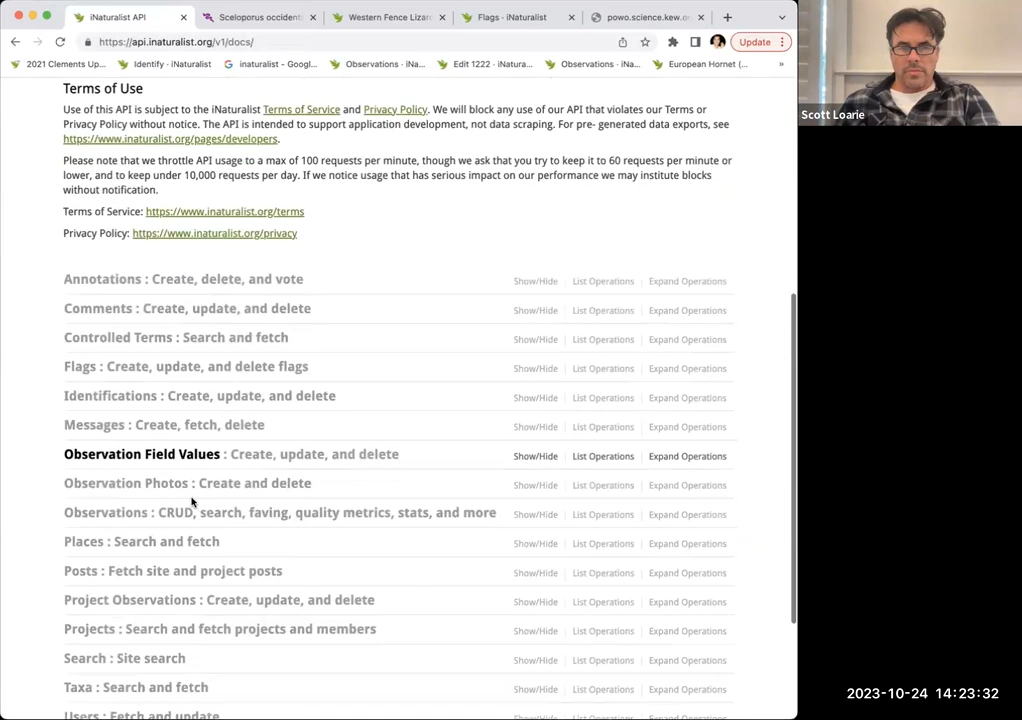 iNaturalist API
Sceloporus occident
Western Fence Lizar
Flags · iNaturalist
powo.science.kew.o
https://api.inaturalist.org/v1/docs/
Update
2021 Clements Up...
Identify · iNaturalist
inaturalist - Googl...
Observations · iNa...
Edit 1222 · iNatura...
Observations · iNa...
European Hornet (...
»
Scott Loarie
Terms of Use
Use of this API is subject to the iNaturalist Terms of Service and Privacy Policy. We will block any use of our API that violates our Terms or
Privacy Policy without notice. The API is intended to support application development, not data scraping. For pre- generated data exports, see
https://www.inaturalist.org/pages/developers.
Please note that we throttle API usage to a max of 100 requests per minute, though we ask that you try to keep it to 60 requests per minute or
lower, and to keep under 10,000 requests per day. If we notice usage that has serious impact on our performance we may institute blocks
without notification.
Terms of Service: https://www.inaturalist.org/terms
Privacy Policy: https://www.inaturalist.org/privacy
Annotations : Create, delete, and vote Show/Hide List Operations Expand Operations
Comments : Create, update, and delete Show/Hide List Operations Expand Operations
Controlled Terms : Search and fetch Show/Hide List Operations Expand Operations
Flags : Create, update, and delete flags Show/Hide List Operations Expand Operations
Identifications : Create, update, and delete Show/Hide List Operations Expand Operations
Messages : Create, fetch, delete Show/Hide List Operations Expand Operations
Observation Field Values : Create, update, and delete Show/Hide List Operations Expand Operations
Observation Photos : Create and delete Show/Hide List Operations Expand Operations
Observations : CRUD, search, faving, quality metrics, stats, and more Show/Hide List Operations Expand Operations
Places : Search and fetch Show/Hide List Operations Expand Operations
Posts : Fetch site and project posts Show/Hide List Operations Expand Operations
Project Observations : Create, update, and delete Show/Hide List Operations Expand Operations
Projects : Search and fetch projects and members Show/Hide List Operations Expand Operations
Search : Site search Show/Hide List Operations Expand Operations
Taxa : Search and fetch Show/Hide List Operations Expand Operations
Users : Fetch and update
2023-10-24 14:23:32